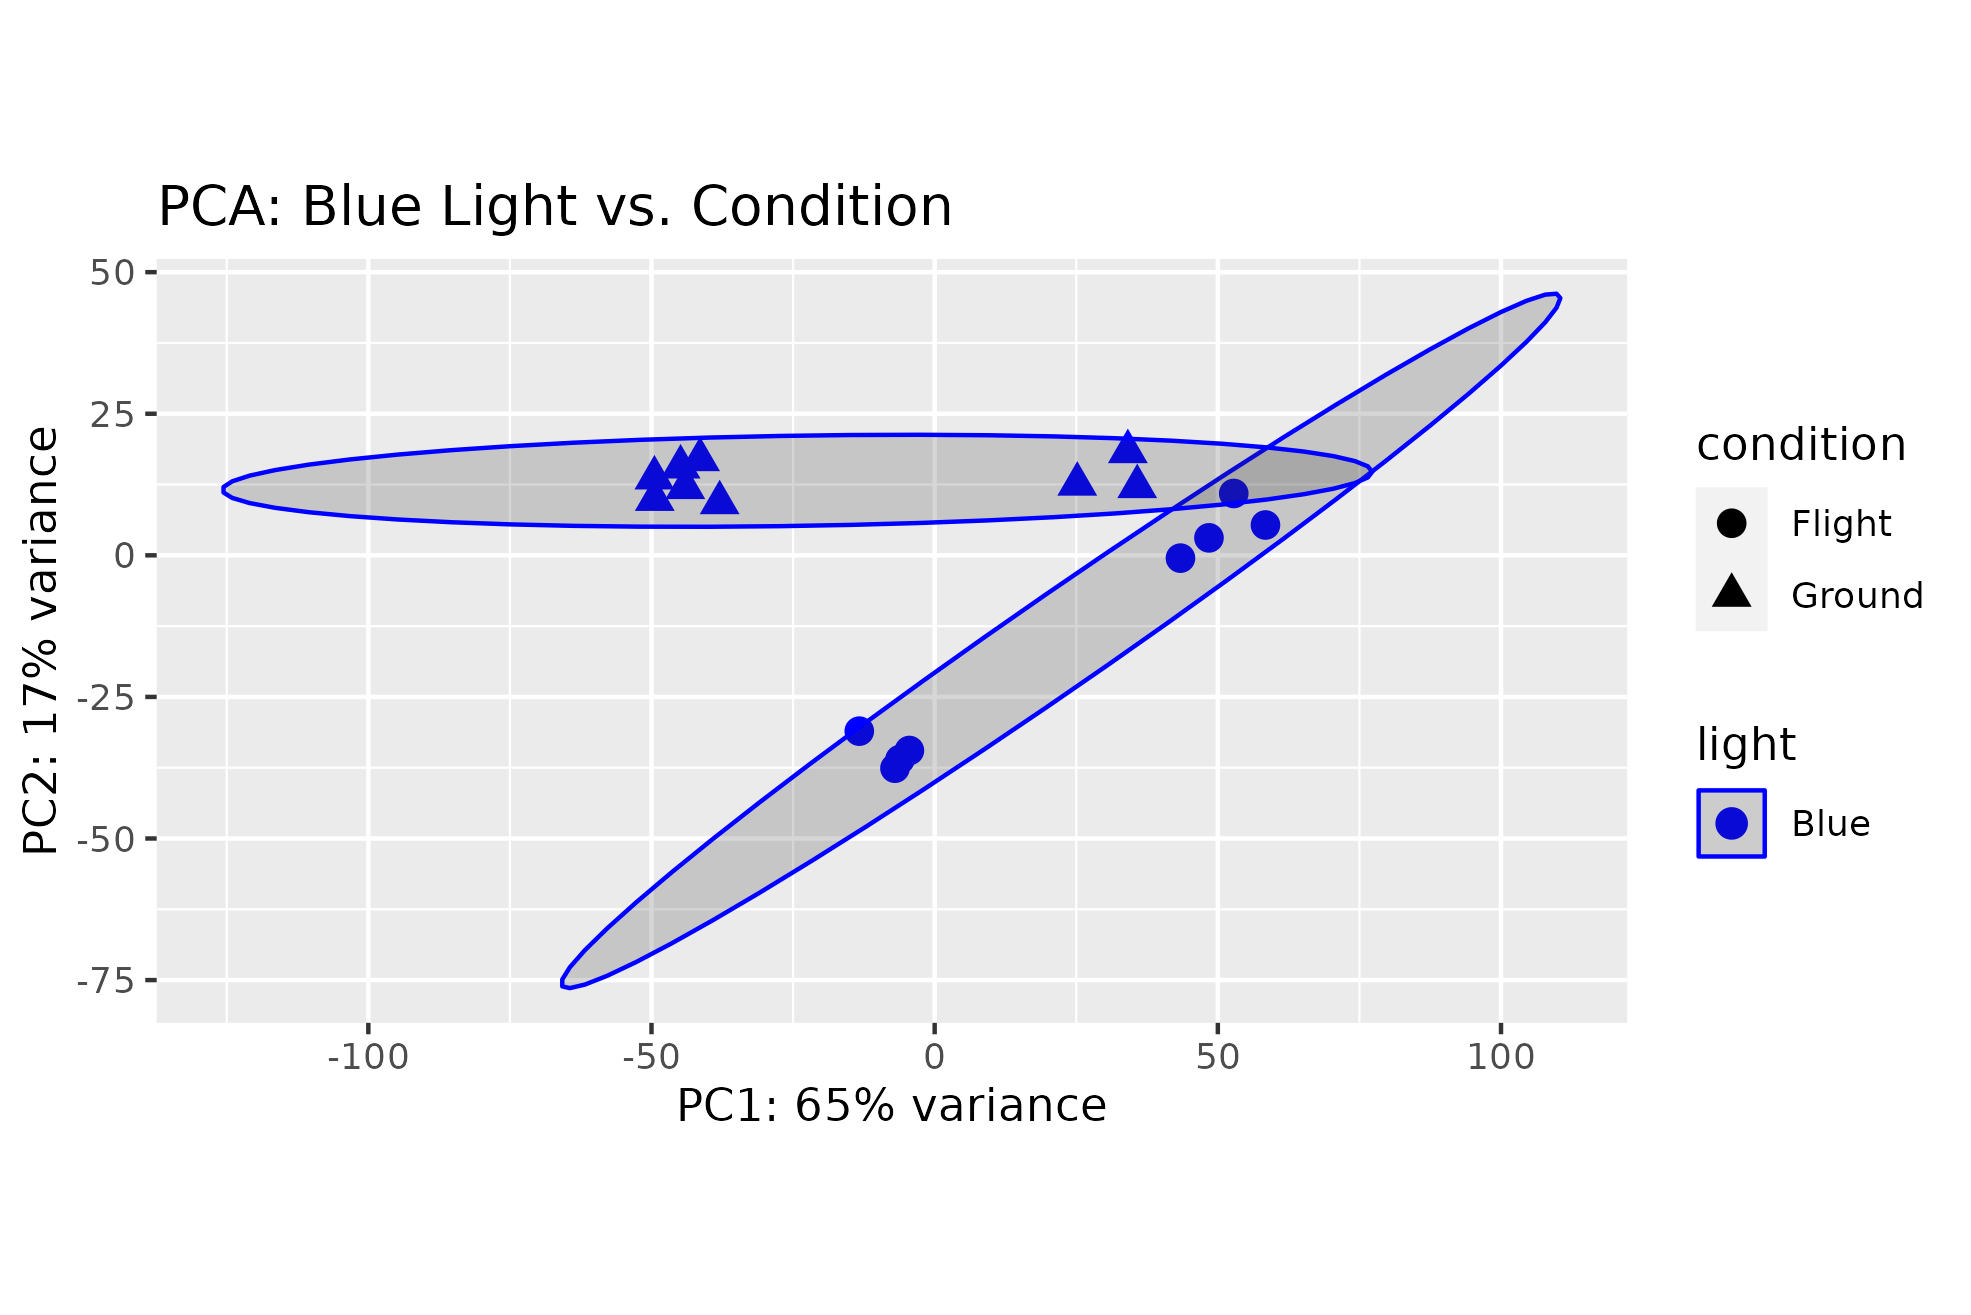 PCA: Blue Light vs. Condition
50
25
0
-25
-50
-75
PC2: 17% variance
-100
-50
0
50
100
PC1: 65% variance
condition
Flight
Ground
light
Blue